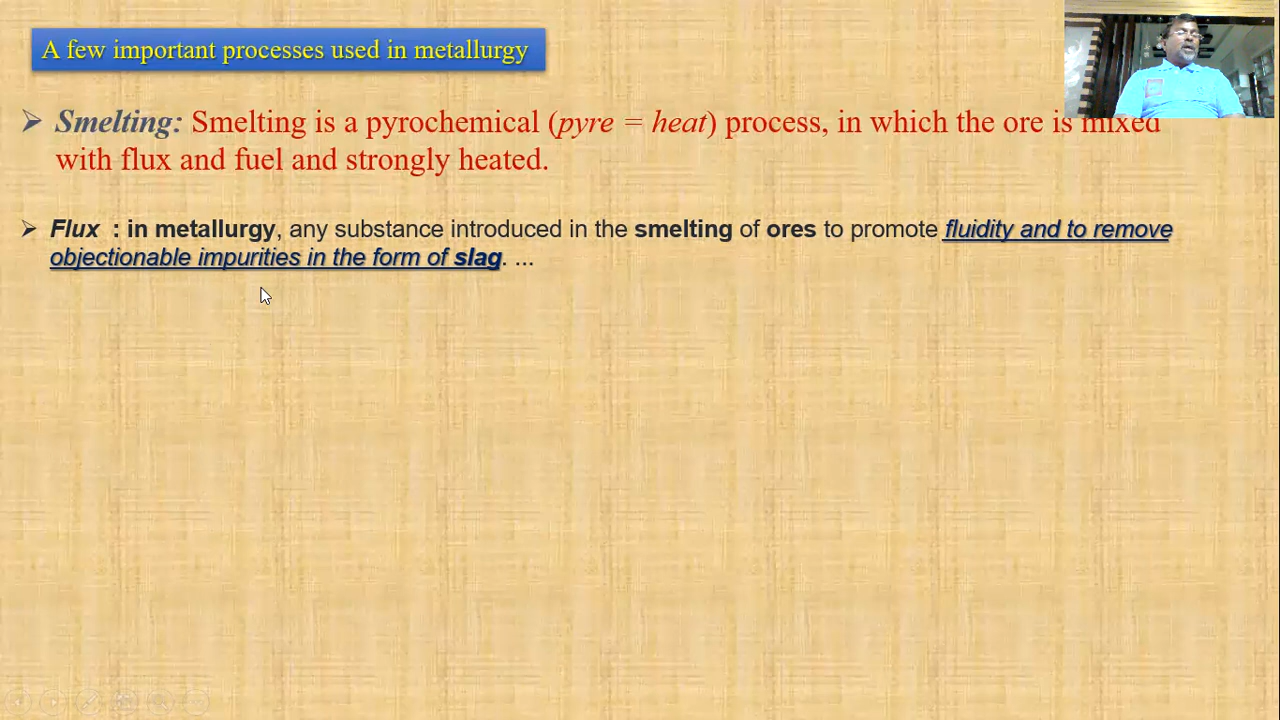 A few important processes used in metallurgy
Smelting: Smelting is a pyrochemical (pyre = heat) process, in which the ore is mixed
with flux and fuel and strongly heated.
Flux : in metallurgy, any substance introduced in the smelting of ores to promote fluidity and to remove
objectionable impurities in the form of slag. ...